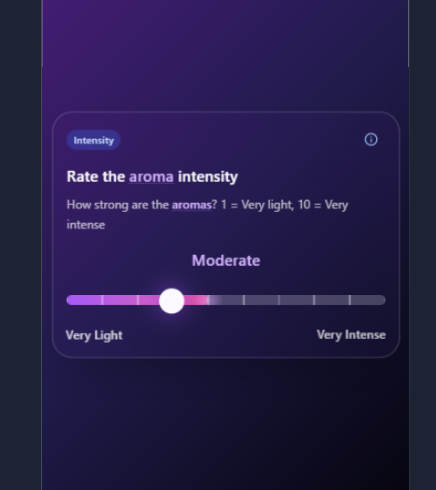 Intensity
Rate the aroma intensity
How strong are the aromas? 1 = Very light, 10 = Very
intense
Moderate
Very Light
Very Intense